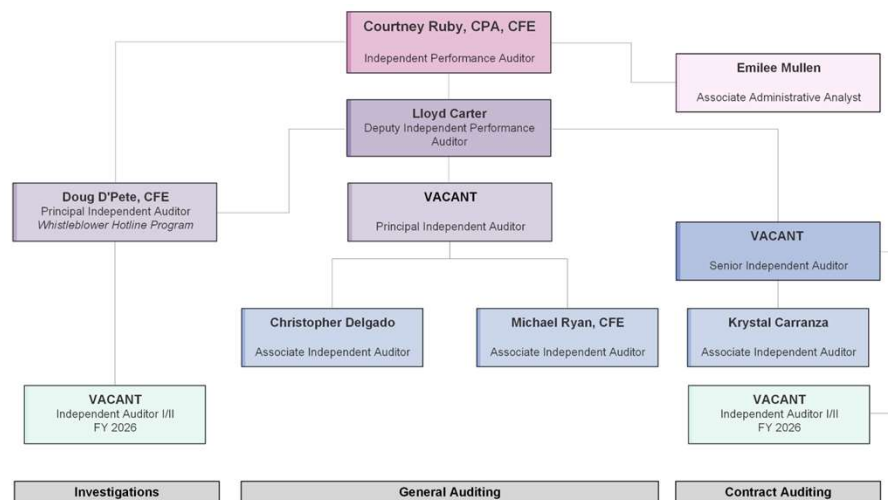 Courtney Ruby, CPA, CFE
Independent Performance Auditor
Emilee Mullen
Associate Administrative Analyst
Lloyd Carter
Deputy Independent Performance
Auditor
Doug D'Pete, CFE
Principal Independent Auditor
Whistleblower Hotline Program
VACANT
Principal Independent Auditor
VACANT
Senior Independent Auditor
Christopher Delgado
Associate Independent Auditor
Michael Ryan, CFE
Associate Independent Auditor
Krystal Carranza
Associate Independent Auditor
VACANT
Independent Auditor I/II
FY 2026
VACANT
Independent Auditor I/II
FY 2026
Investigations
General Auditing
Contract Auditing